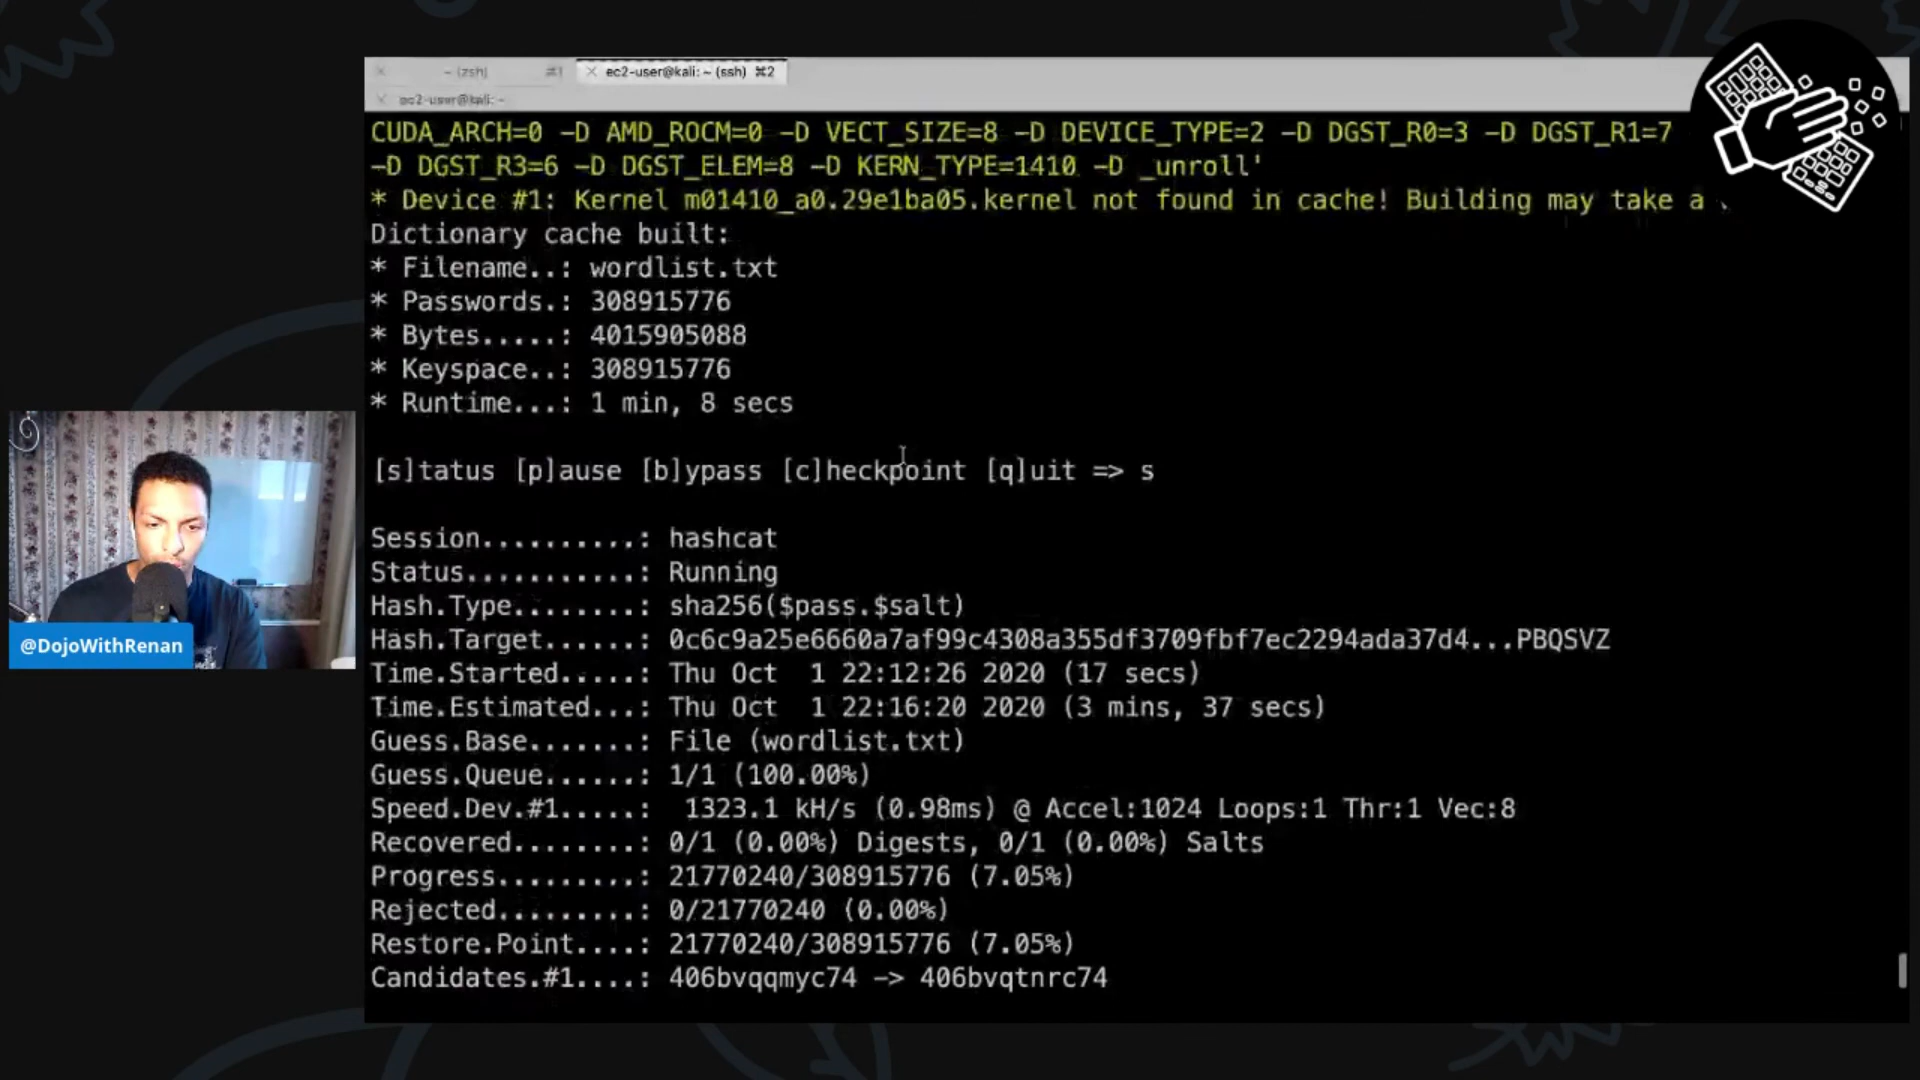 ~ (zsh) ⌘1 ec2-user@kali: ~ (ssh) ⌘2
ec2-user@kali: ~
CUDA_ARCH=0 -D AMD_ROCM=0 -D VECT_SIZE=8 -D DEVICE_TYPE=2 -D DGST_R0=3 -D DGST_R1=7
-D DGST_R3=6 -D DGST_ELEM=8 -D KERN_TYPE=1410 -D _unroll'
* Device #1: Kernel m01410_a0.29e1ba05.kernel not found in cache! Building may take a
Dictionary cache built:
* Filename..: wordlist.txt
* Passwords.: 308915776
* Bytes.....: 4015905088
* Keyspace..: 308915776
* Runtime...: 1 min, 8 secs
[s]tatus [p]ause [b]ypass [c]heckpoint [q]uit => s
Session..........: hashcat
Status...........: Running
Hash.Type........: sha256($pass.$salt)
Hash.Target......: 0c6c9a25e6660a7af99c4308a355df3709fbf7ec2294ada37d4...PBQSVZ
Time.Started.....: Thu Oct  1 22:12:26 2020 (17 secs)
Time.Estimated...: Thu Oct  1 22:16:20 2020 (3 mins, 37 secs)
Guess.Base.......: File (wordlist.txt)
Guess.Queue......: 1/1 (100.00%)
Speed.Dev.#1.....:  1323.1 kH/s (0.98ms) @ Accel:1024 Loops:1 Thr:1 Vec:8
Recovered........: 0/1 (0.00%) Digests, 0/1 (0.00%) Salts
Progress.........: 21770240/308915776 (7.05%)
Rejected.........: 0/21770240 (0.00%)
Restore.Point....: 21770240/308915776 (7.05%)
Candidates.#1....: 406bvqqmyc74 -> 406bvqtnrc74
@DojoWithRenan